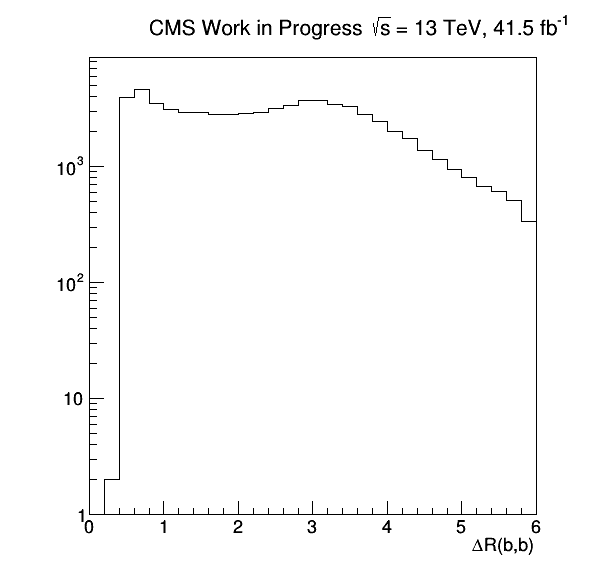 CMS Work in Progress √s = 13 TeV, 41.5 fb⁻¹
10³
10²
10
1
0 1 2 3 4 5 6
ΔR(b,b)